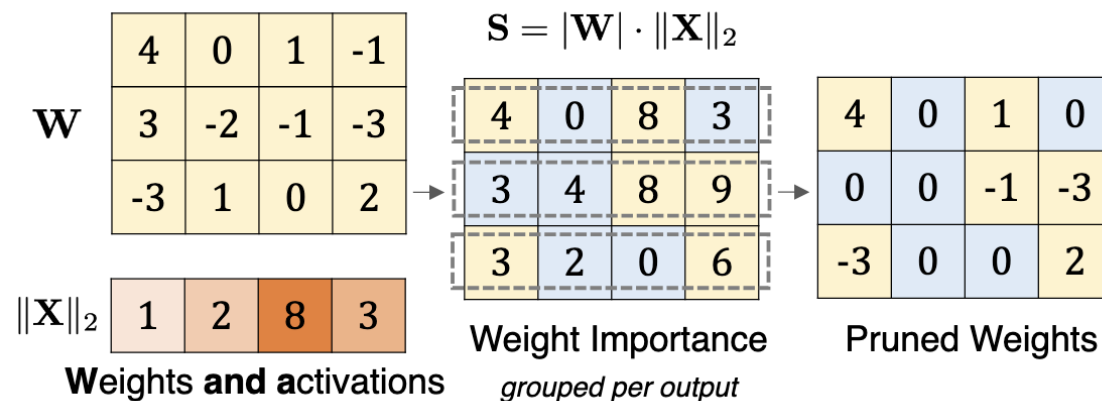 W
4 0 1 -1
3 -2 -1 -3
-3 1 0 2
‖X‖₂ 1 2 8 3
Weights and activations
S = |W| · ‖X‖₂
4 0 8 3
3 4 8 9
3 2 0 6
Weight Importance
grouped per output
4 0 1 0
0 0 -1 -3
-3 0 0 2
Pruned Weights